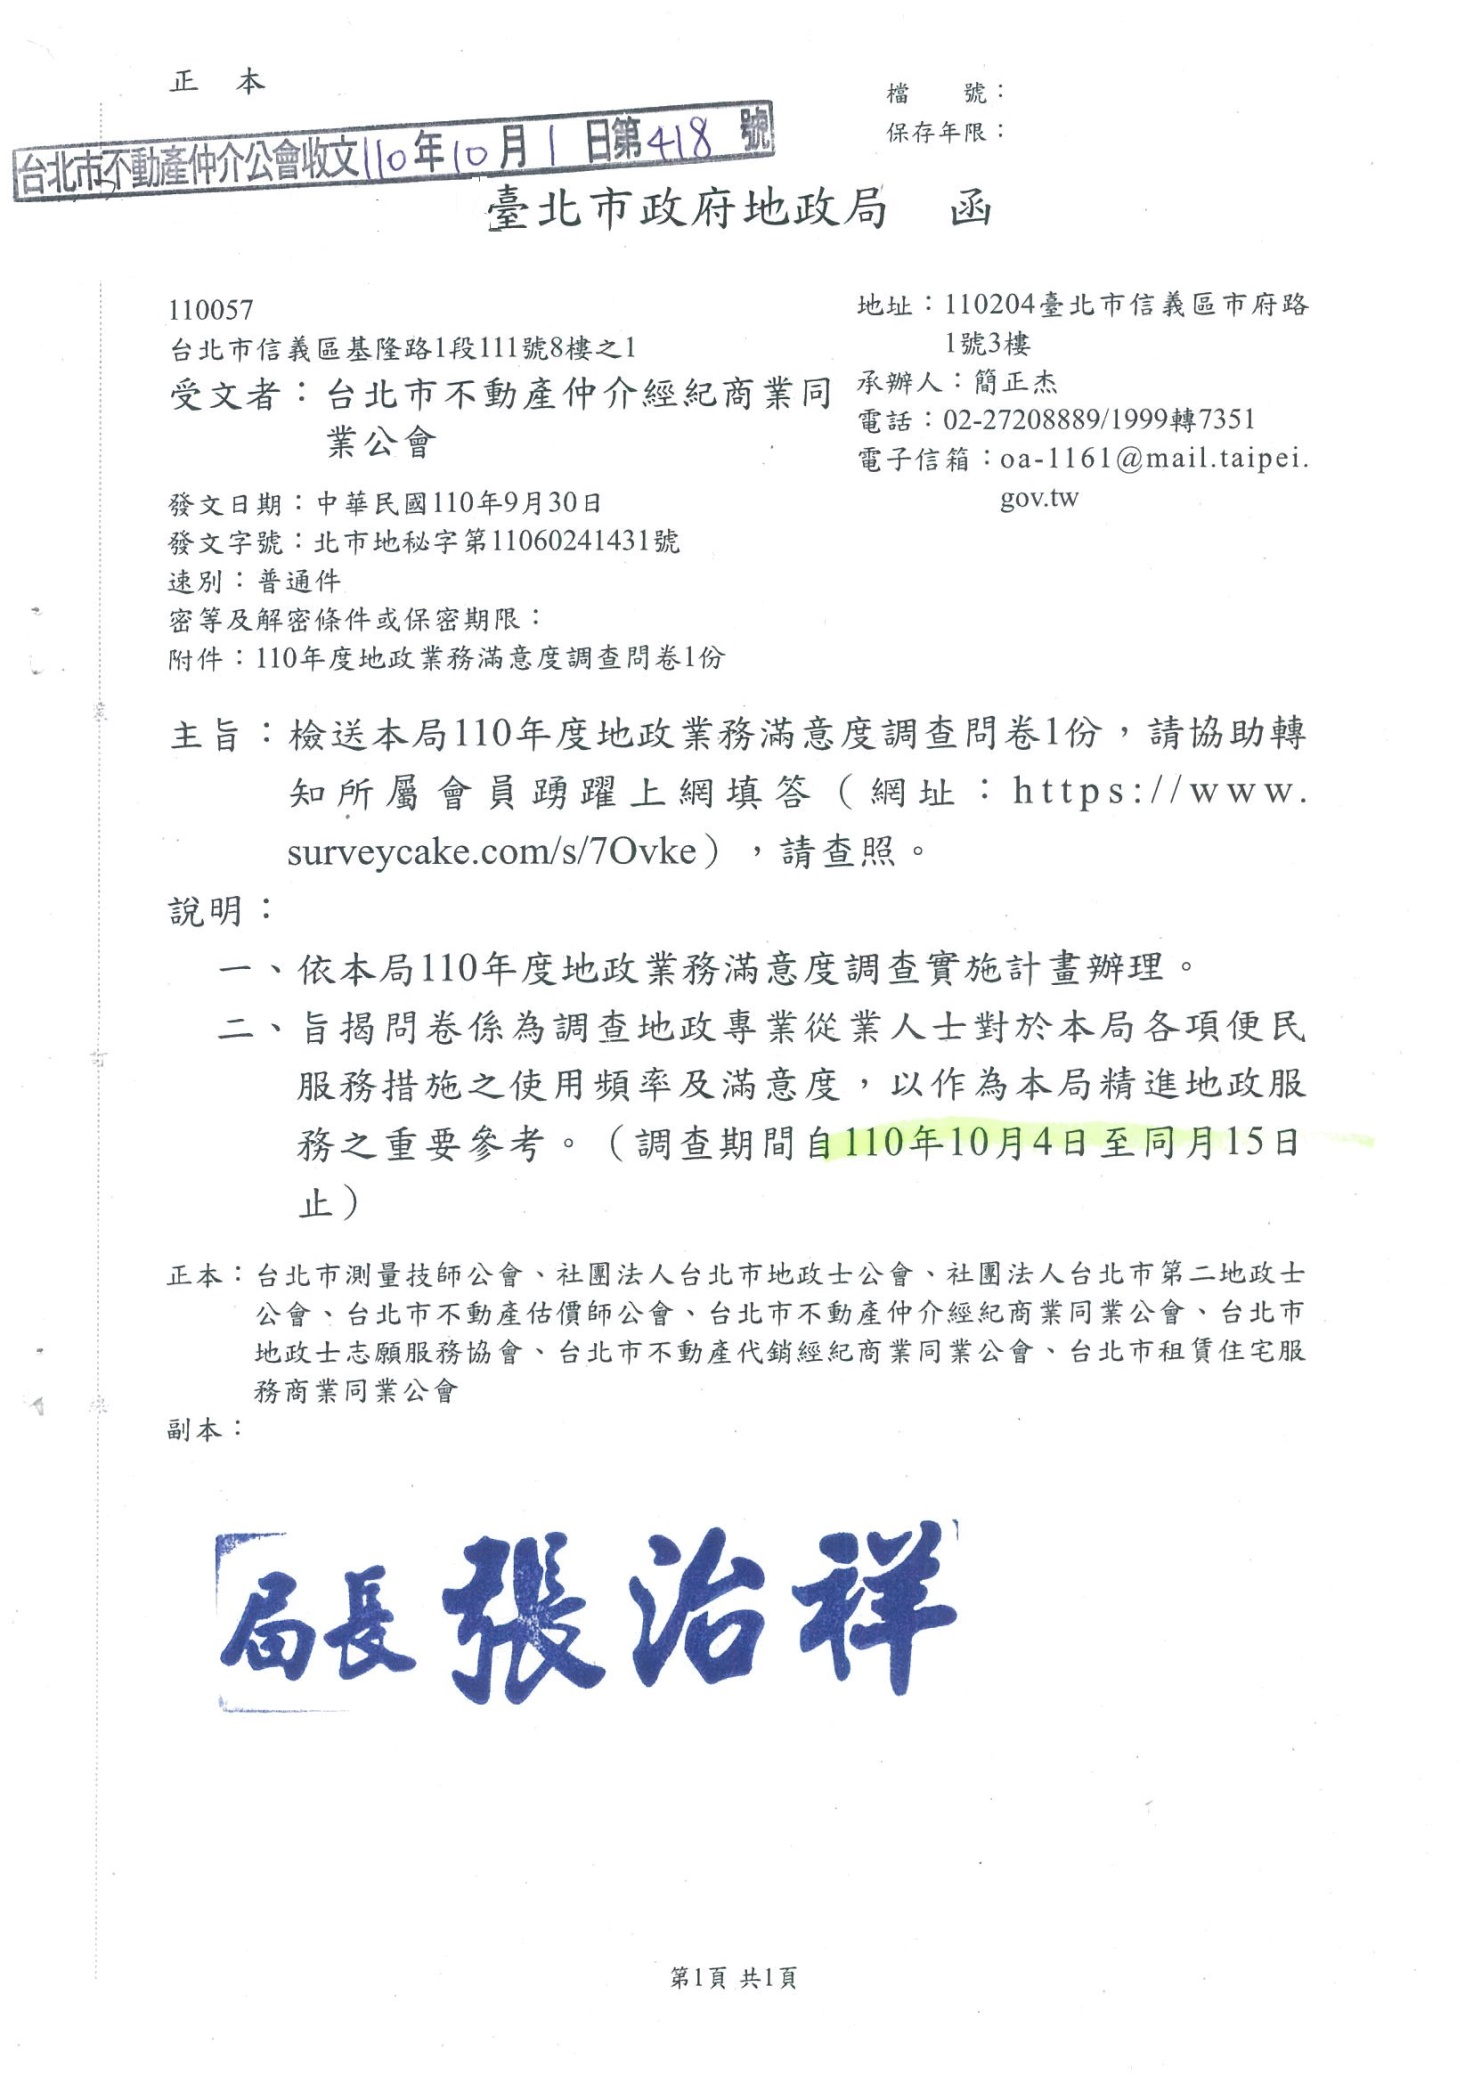 正 本
檔 號：
保存年限：
台北市不動產仲介公會收文110年10月1日第418號
臺北市政府地政局 函
110057
台北市信義區基隆路1段111號8樓之1
受文者：台北市不動產仲介經紀商業同
業公會
地址：110204臺北市信義區市府路
1號3樓
承辦人：簡正杰
電話：02-27208889/1999轉7351
電子信箱：oa-1161@mail.taipei.
gov.tw
發文日期：中華民國110年9月30日
發文字號：北市地秘字第11060241431號
速別：普通件
密等及解密條件或保密期限：
附件：110年度地政業務滿意度調查問卷1份
主旨：檢送本局110年度地政業務滿意度調查問卷1份，請協助轉
知所屬會員踴躍上網填答（網址：https://www.
surveycake.com/s/7Ovke），請查照。
說明：
一、依本局110年度地政業務滿意度調查實施計畫辦理。
二、旨揭問卷係為調查地政專業從業人士對於本局各項便民
服務措施之使用頻率及滿意度，以作為本局精進地政服
務之重要參考。（調查期間自110年10月4日至同月15日
止）
正本：台北市測量技師公會、社團法人台北市地政士公會、社團法人台北市第二地政士
公會、台北市不動產估價師公會、台北市不動產仲介經紀商業同業公會、台北市
地政士志願服務協會、台北市不動產代銷經紀商業同業公會、台北市租賃住宅服
務商業同業公會
副本：
局長張治祥
第1頁 共1頁